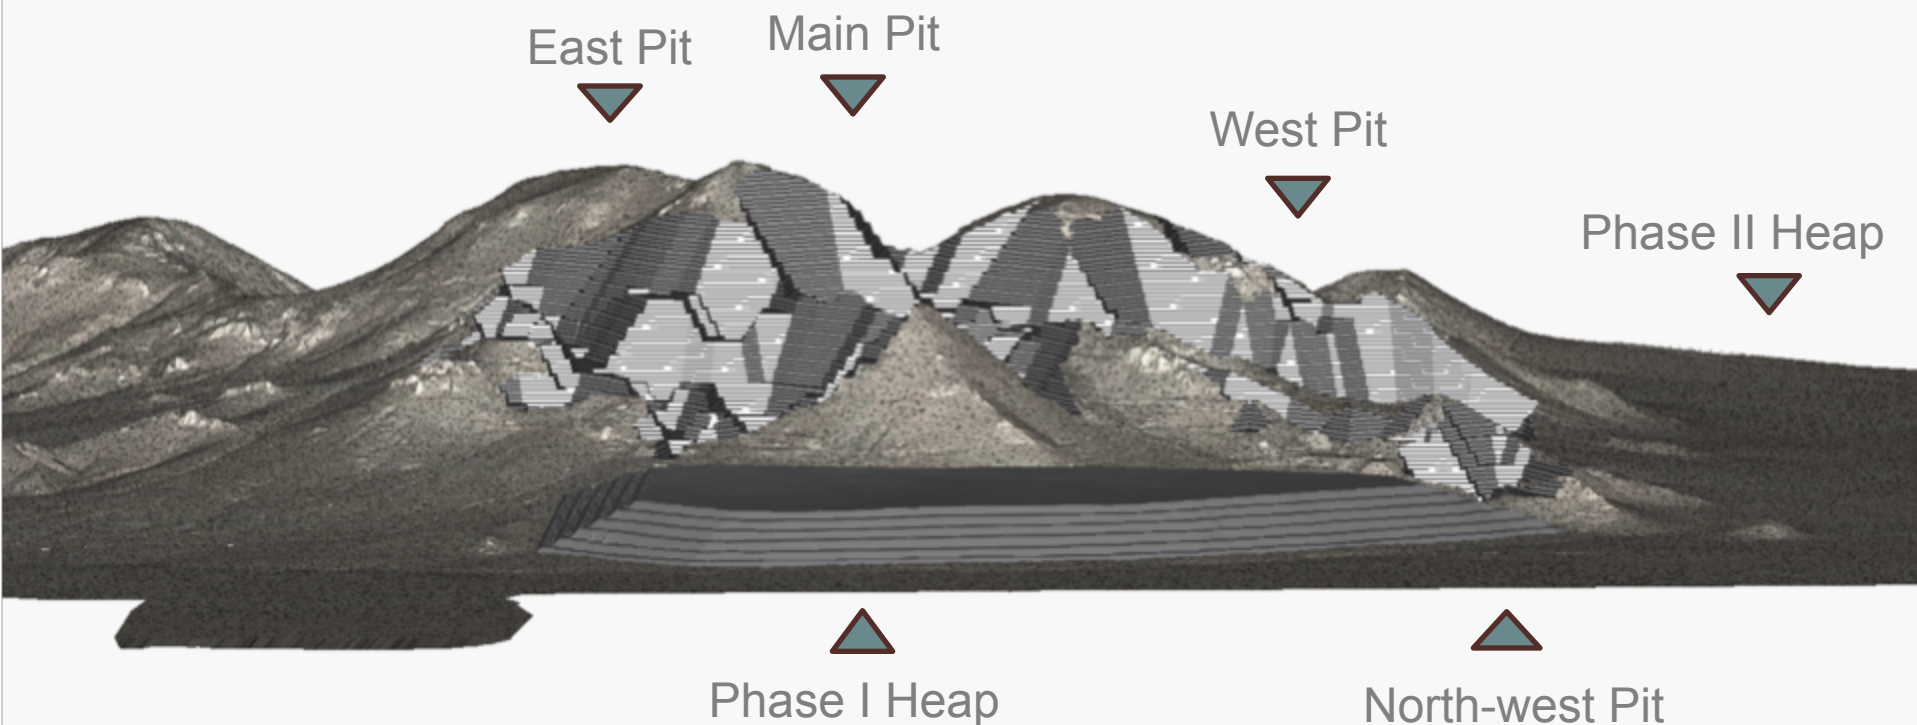 East Pit
Main Pit
West Pit
Phase II Heap
Phase I Heap
North-west Pit